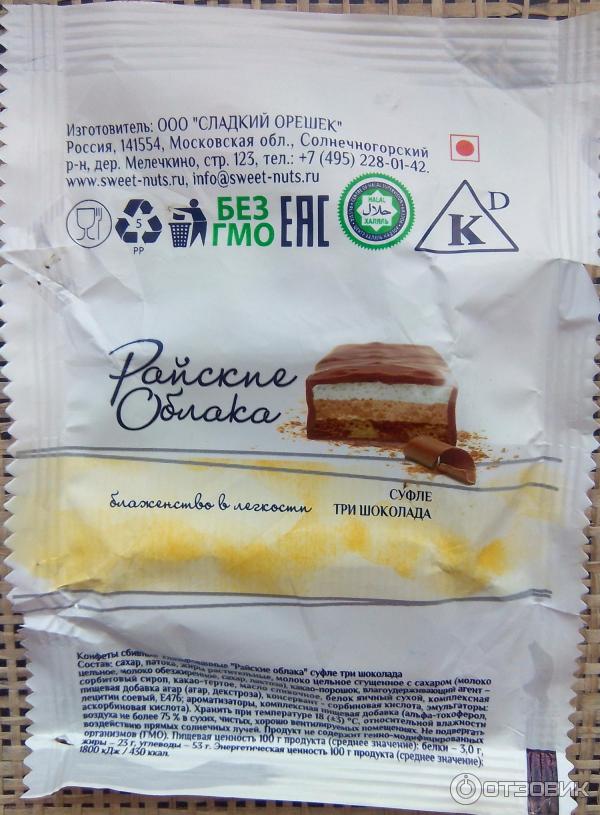 Изготовитель: ООО "СЛАДКИЙ ОРЕШЕК"
Россия, 141554, Московская обл., Солнечногорский
р-н, дер. Мелечкино, стр. 123, тел.: +7 (495) 228-01-42.
www.sweet-nuts.ru, info@sweet-nuts.ru
5
PP
БЕЗ
ГМО
ЕАС
HALAL
حلال
ХАЛЯЛЬ
K
D
Райские
Облака
блаженство в легкости
СУФЛЕ
ТРИ ШОКОЛАДА
Конфеты сбивные глазированные "Райские облака" суфле три шоколада
Состав: сахар, патока, жиры растительные, молоко цельное сгущенное с сахаром (молоко
цельное, молоко обезжиренное, сахар, лактоза), какао-порошок, влагоудерживающий агент –
сорбитовый сироп, какао-тертое, масло сливочное, белок яичный сухой, комплексная
пищевая добавка агар (агар, декстроза), консервант – сорбиновая кислота, эмульгаторы:
лецитин соевый, Е476; ароматизаторы, комплексная пищевая добавка (альфа-токоферол,
аскорбиновая кислота). Хранить при температуре 18 (±3) °С, относительной влажности
воздуха не более 75 % в сухих, чистых, хорошо вентилируемых помещениях. Не подвергать
воздействию прямых солнечных лучей. Продукт не содержит генно-модифицированных
организмов (ГМО). Пищевая ценность 100 г продукта (среднее значение): белки – 3,0 г,
жиры – 23 г, углеводы – 53 г. Энергетическая ценность 100 г продукта (среднее значение):
1800 кДж / 430 ккал.
ОТЗОВИК